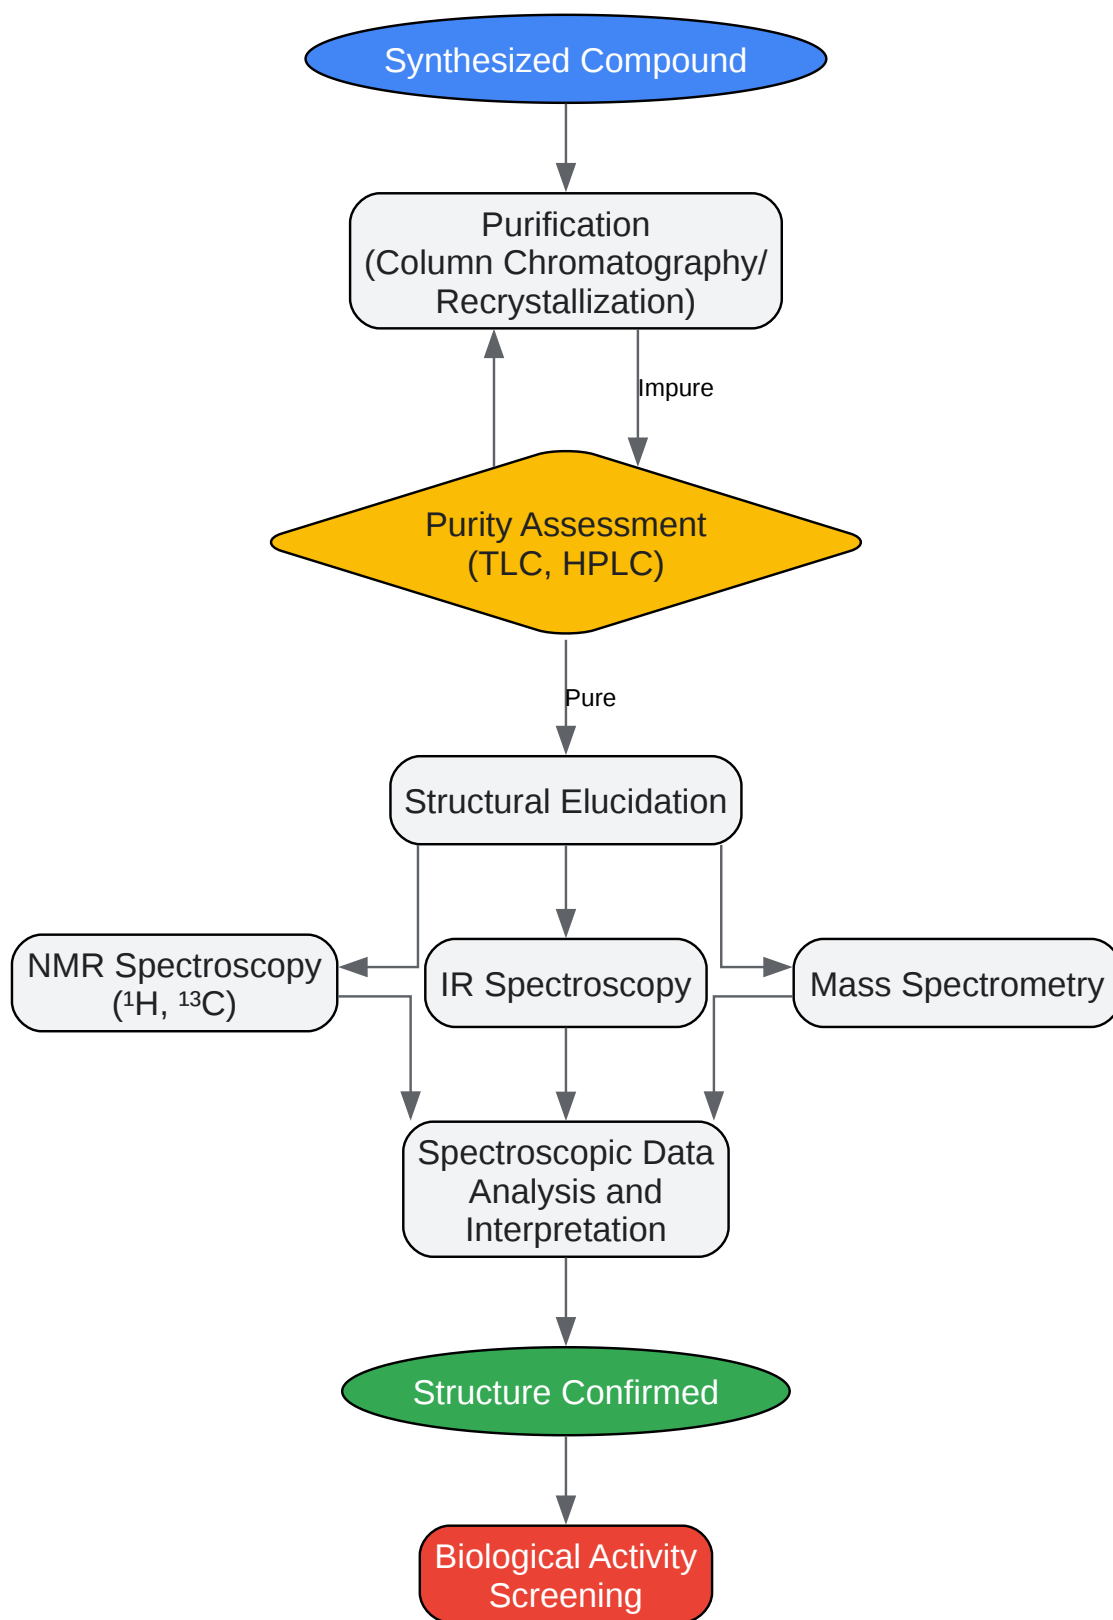 Synthesized Compound
Purification
(Column Chromatography/
Recrystallization)
Impure
Purity Assessment
(TLC, HPLC)
Pure
Structural Elucidation
NMR Spectroscopy
(¹H, ¹³C)
IR Spectroscopy
Mass Spectrometry
Spectroscopic Data
Analysis and
Interpretation
Structure Confirmed
Biological Activity
Screening